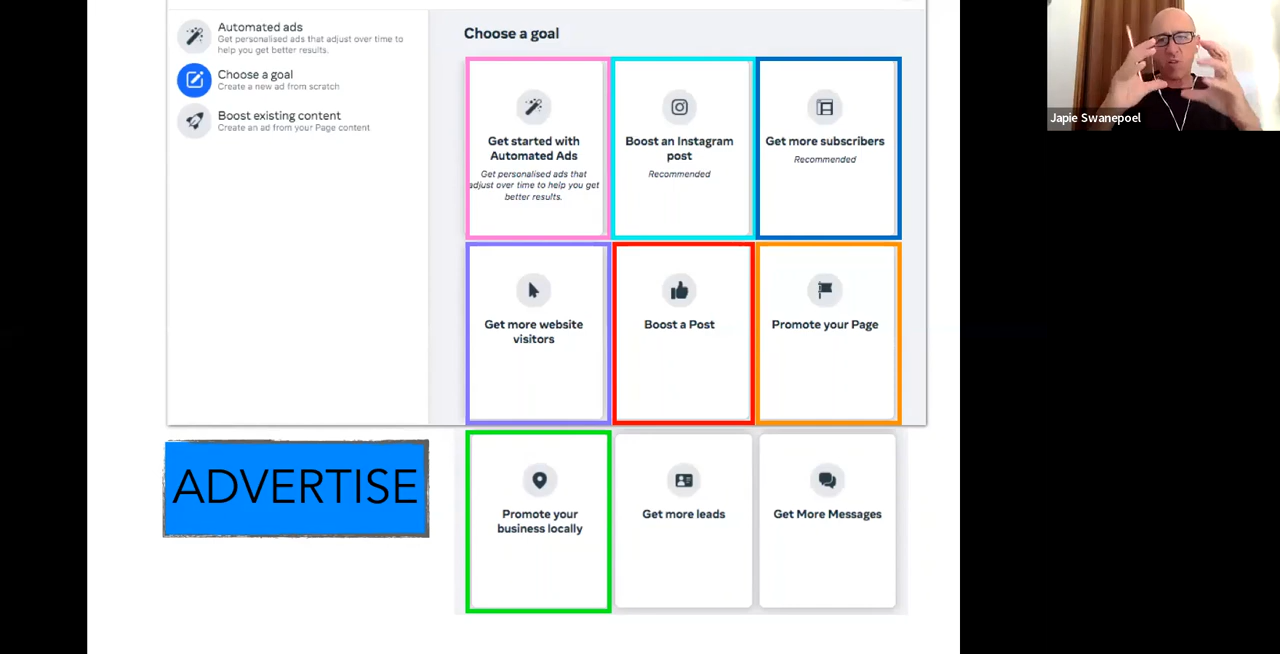 Automated ads
Get personalised ads that adjust over time to
help you get better results.
Choose a goal
Create a new ad from scratch
Boost existing content
Create an ad from your Page content
Choose a goal
Get started with
Automated Ads
Get personalised ads that
adjust over time to help you get
better results.
Boost an Instagram
post
Recommended
Get more subscribers
Recommended
Get more website
visitors
Boost a Post
Promote your Page
Promote your
business locally
Get more leads
Get More Messages
ADVERTISE
Japie Swanepoel